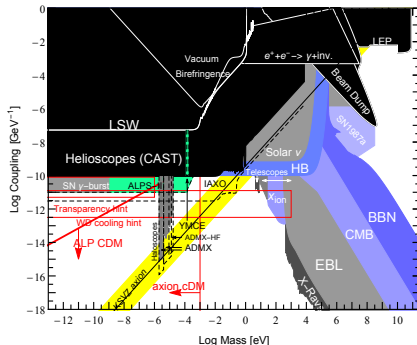 0
−2
−4
−6
−8
−10
−12
−14
−16
−18
Log Coupling [GeV⁻¹]
LEP
e⁺e⁻ → γ+inv.
Vacuum
Birefringence
Beam Dump
LSW
SN1987a
Solar ν
Helioscopes (CAST)
HB
Telescopes
SN γ−burst
ALPS
IAXO
Xion
Transparency hint
WD cooling hint
YMCE
BBN
ALP CDM
Helioscopes
ADMX−HF
ADMX
CMB
EBL
KSVZ axion
axion cDM
X−Rays
−12
−10
−8
−6
−4
−2
0
2
4
6
8
10
Log Mass [eV]